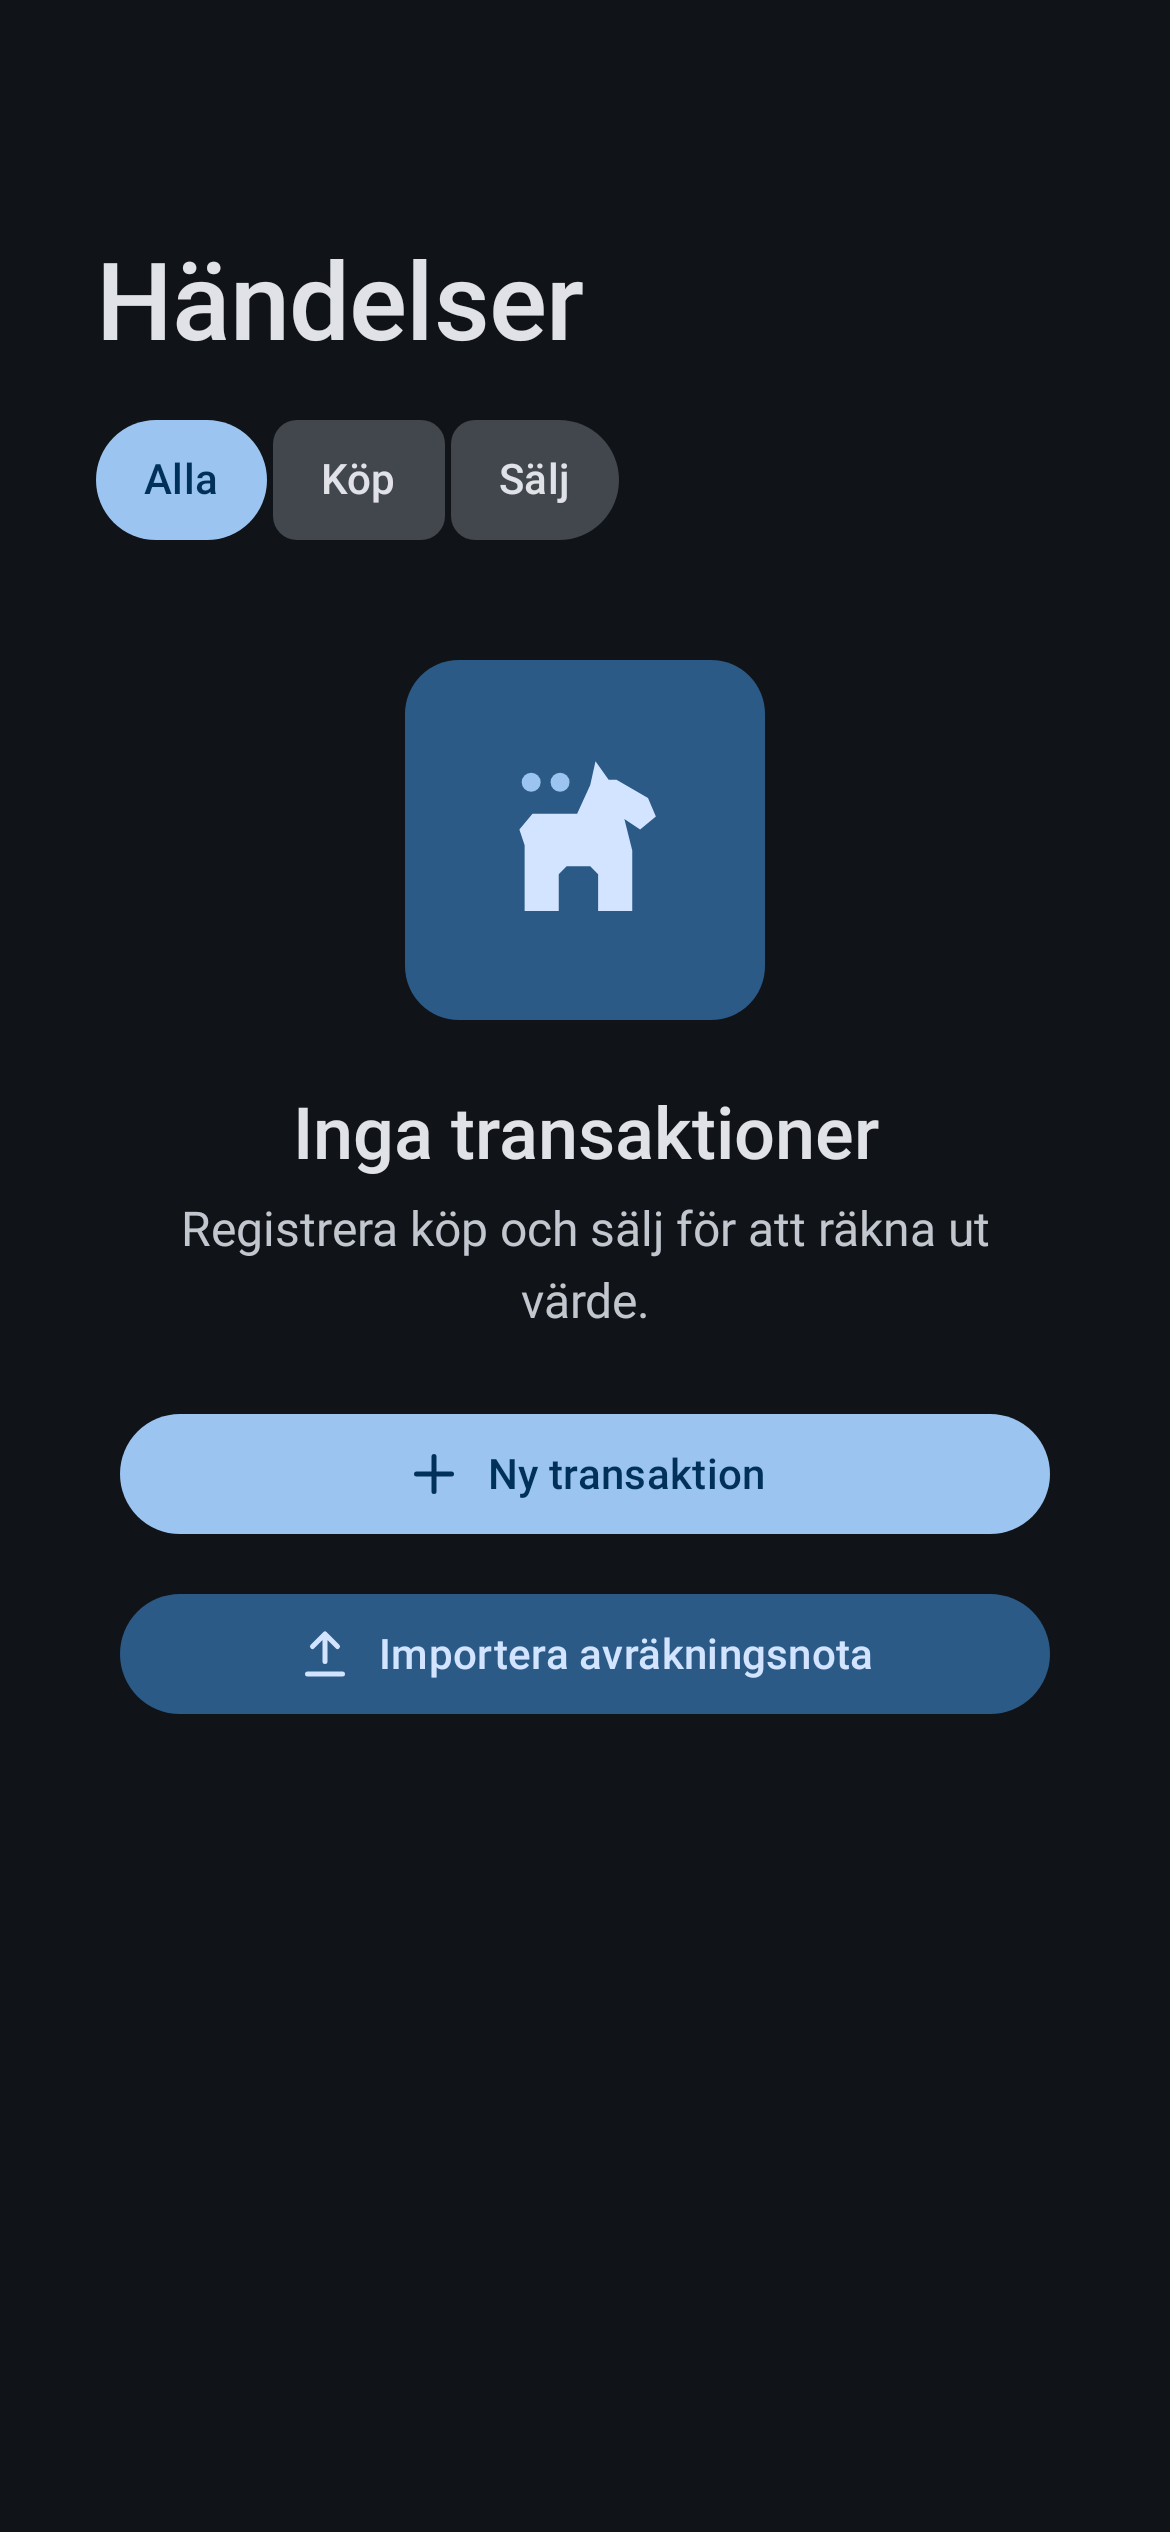 Händelser
Alla
Köp
Sälj
Inga transaktioner
Registrera köp och sälj för att räkna ut
värde.
Ny transaktion
Importera avräkningsnota